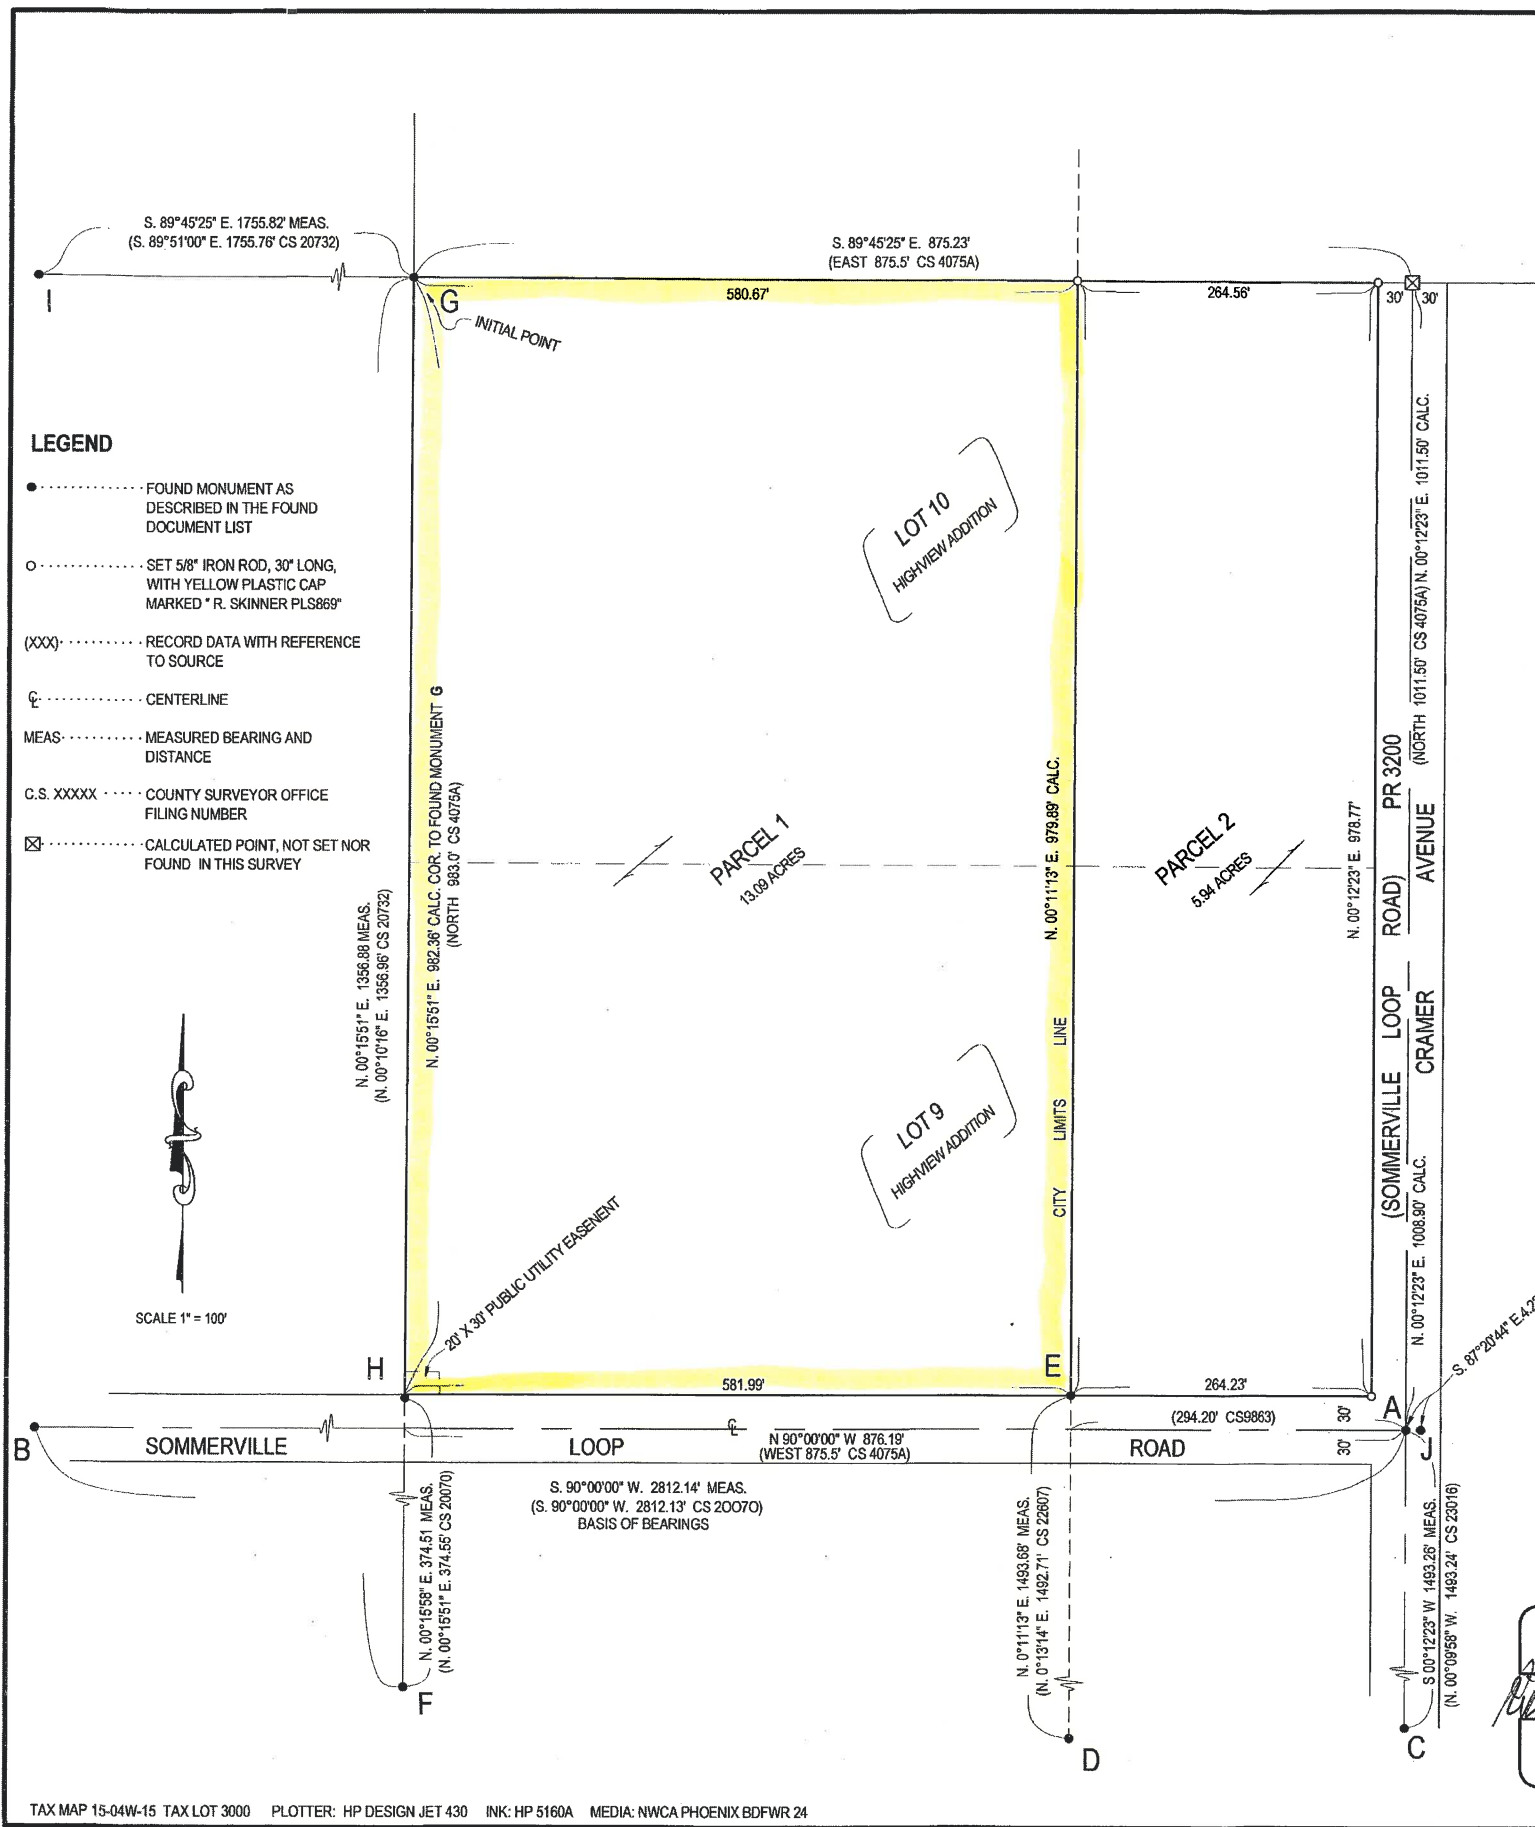 S. 89°45'25" E. 1755.82' MEAS.
(S. 89°51'00" E. 1755.76' CS 20732)
S. 89°45'25" E. 875.23'
(EAST 875.5' CS 4075A)
I
G
580.67'
264.56'
30'
30'
INITIAL POINT
LEGEND
FOUND MONUMENT AS
DESCRIBED IN THE FOUND
DOCUMENT LIST
SET 5/8" IRON ROD, 30" LONG,
WITH YELLOW PLASTIC CAP
MARKED " R. SKINNER PLS869"
(XXX) RECORD DATA WITH REFERENCE
TO SOURCE
℄ CENTERLINE
MEAS MEASURED BEARING AND
DISTANCE
C.S. XXXXX COUNTY SURVEYOR OFFICE
FILING NUMBER
CALCULATED POINT, NOT SET NOR
FOUND IN THIS SURVEY
LOT 10
HIGHVIEW ADDITION
N. 00°15'51" E. 1356.88 MEAS.
(N. 00°10'16" E. 1356.96' CS 20732)
N. 00°15'51" E. 982.36' CALC. COR. TO FOUND MONUMENT G
(NORTH 983.0' CS 4075A)
PARCEL 1
13.09 ACRES
N. 00°11'13" E. 979.89' CALC.
CITY LIMITS LINE
PARCEL 2
5.94 ACRES
N. 00°12'23" E. 978.77'
(SOMMERVILLE LOOP ROAD) PR 3200
CRAMER AVENUE
(NORTH 1011.50' CS 4075A) N. 00°12'23" E. 1011.50' CALC.
N. 00°12'23" E. 1008.90' CALC.
S. 87°20'44" E.
LOT 9
HIGHVIEW ADDITION
SCALE 1" = 100'
20' X 30' PUBLIC UTILITY EASENENT
H
581.99'
E
264.23'
A
(294.20' CS9863)
30'
30'
J
B
SOMMERVILLE LOOP ROAD
℄
N 90°00'00" W 876.19'
(WEST 875.5' CS 4075A)
S. 90°00'00" W. 2812.14' MEAS.
(S. 90°00'00" W. 2812.13' CS 20070)
BASIS OF BEARINGS
N. 00°15'58" E. 374.51 MEAS.
(N. 00°15'51" E. 374.55' CS 20070)
N. 0°11'13" E. 1493.68' MEAS.
(N. 0°13'14" E. 1492.71' CS 22607)
S 00°12'23" W 1493.26' MEAS.
(N. 00°09'58" W. 1493.24' CS 23016)
F
D
C
TAX MAP 15-04W-15 TAX LOT 3000 PLOTTER: HP DESIGN JET 430 INK: HP 5160A MEDIA: NWCA PHOENIX BDFWR 24